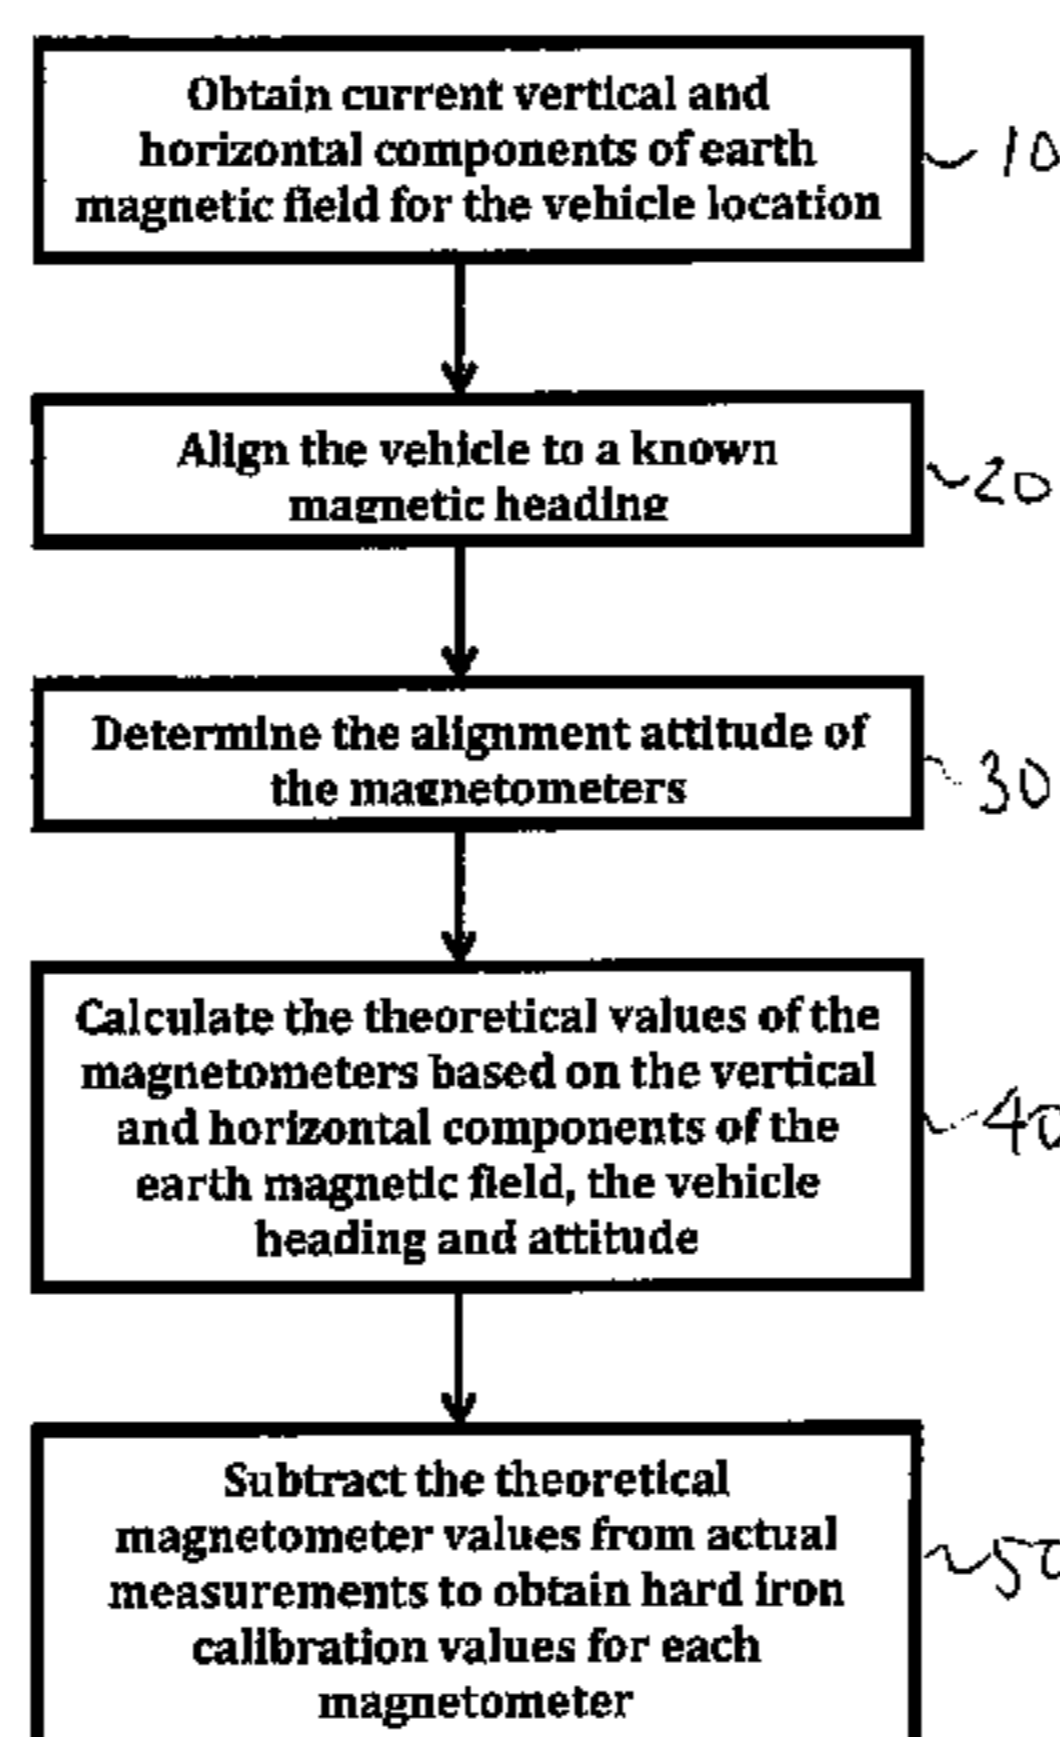 Obtain current vertical and
horizontal components of earth
magnetic field for the vehicle location
10
Align the vehicle to a known
magnetic heading
20
Determine the alignment attitude of
the magnetometers
30
Calculate the theoretical values of the
magnetometers based on the vertical
and horizontal components of the
earth magnetic field, the vehicle
heading and attitude
40
Subtract the theoretical
magnetometer values from actual
measurements to obtain hard iron
calibration values for each
magnetometer
50